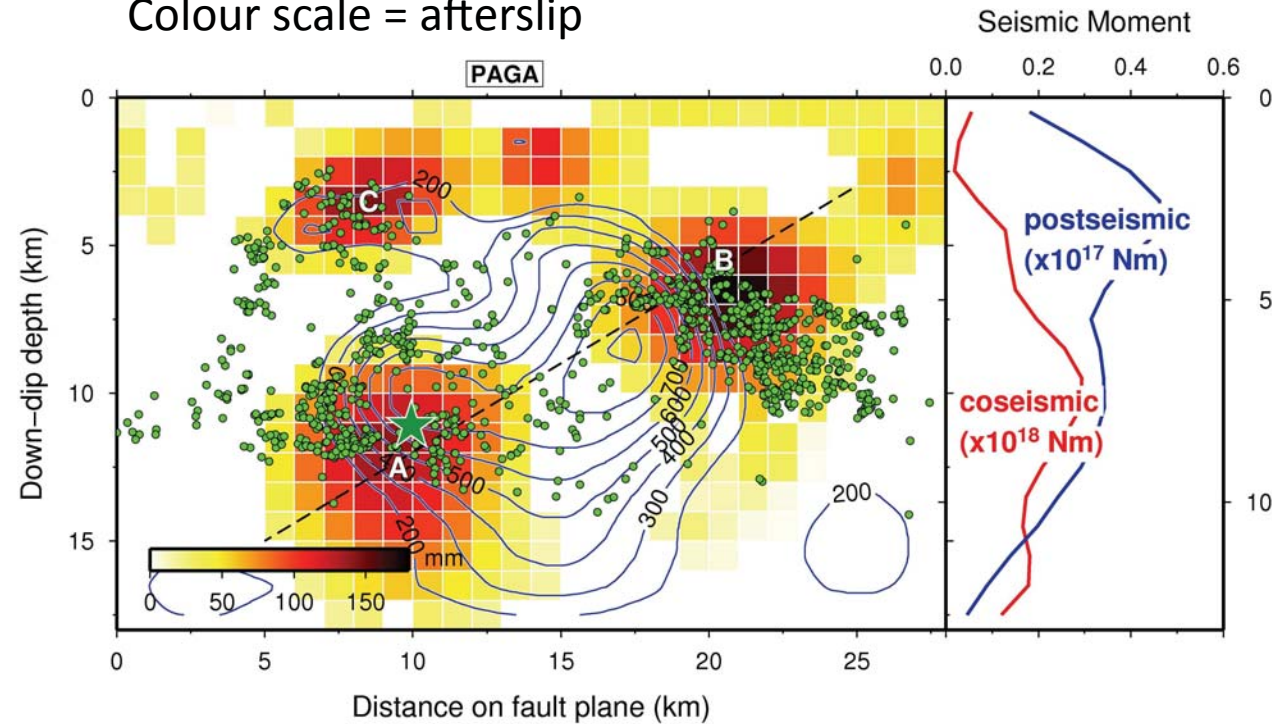 Colour scale = afterslip
Seismic Moment
PAGA
0.0 0.2 0.4 0.6
0
5
10
15
Down–dip depth (km)
C
200
B
postseismic
(x10¹⁷ Nm)
700
600
500
400
300
A
500
200
200
coseismic
(x10¹⁸ Nm)
mm
0 50 100 150
0
5
10
0 5 10 15 20 25
Distance on fault plane (km)